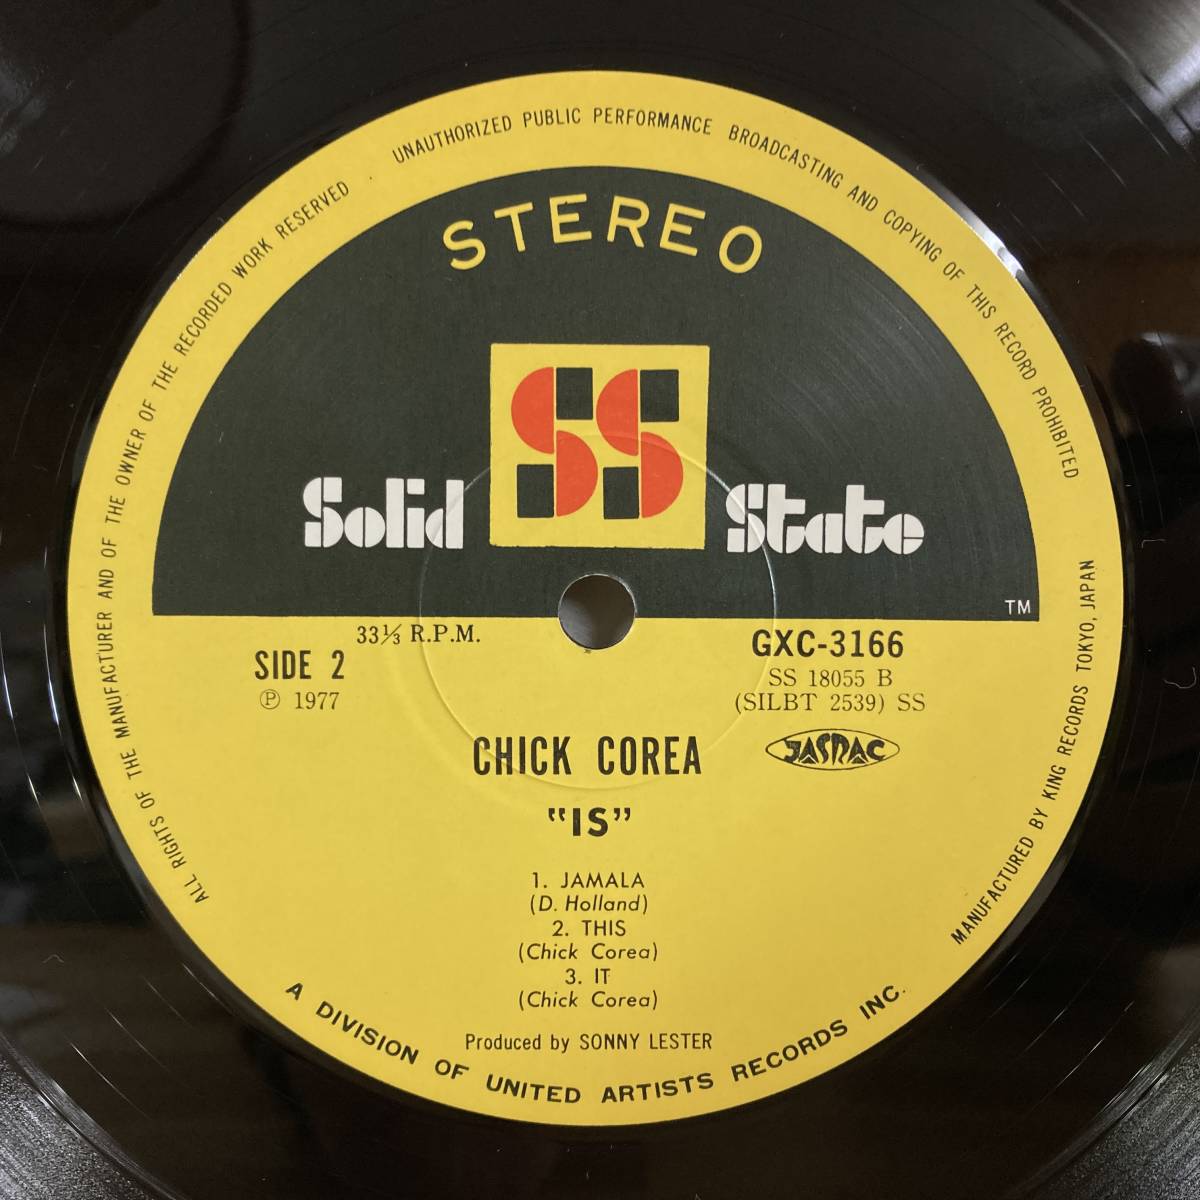 ALL RIGHTS OF THE MANUFACTURER AND OF THE OWNER OF THE RECORDED WORK RESERVED . UNAUTHORIZED PUBLIC PERFORMANCE BROADCASTING AND COPYING OF THIS RECORD PROHIBITED
STEREO
SS
Solid State
TM
33⅓ R.P.M.
SIDE 2
Ⓟ 1977
GXC-3166
SS 18055 B
(SILBT 2539) SS
JASRAC
CHICK COREA
"IS"
1. JAMALA
(D. Holland)
2. THIS
(Chick Corea)
3. IT
(Chick Corea)
Produced by SONNY LESTER
A DIVISION OF UNITED ARTISTS RECORDS INC.
MANUFACTURED BY KING RECORDS TOKYO, JAPAN